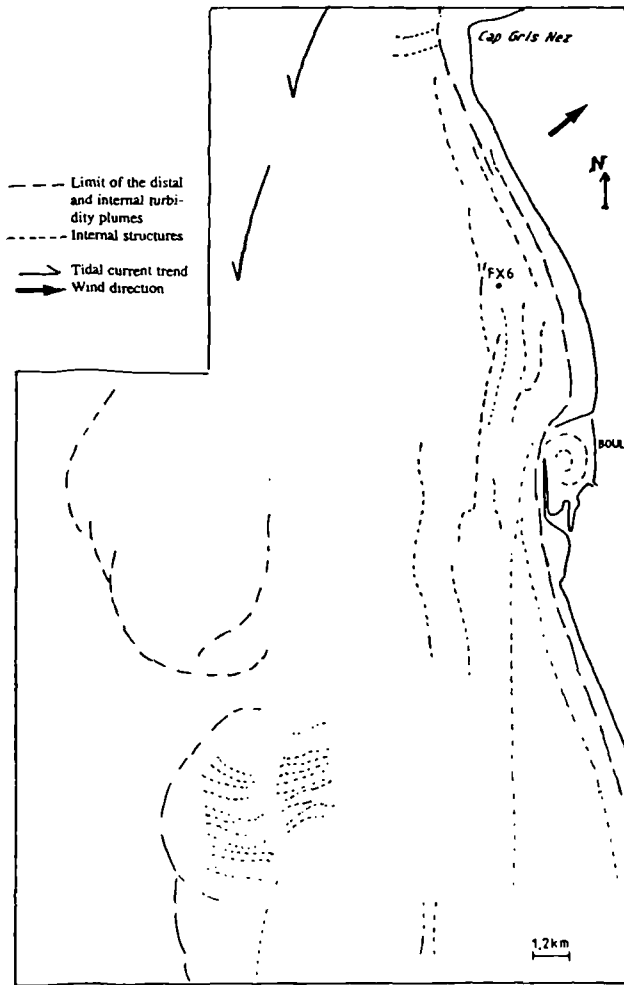 Cap Gris Nez
N
Limit of the distal
and internal turbi-
dity plumes
Internal structures
Tidal current trend
Wind direction
FX6
BOUL
1.2km